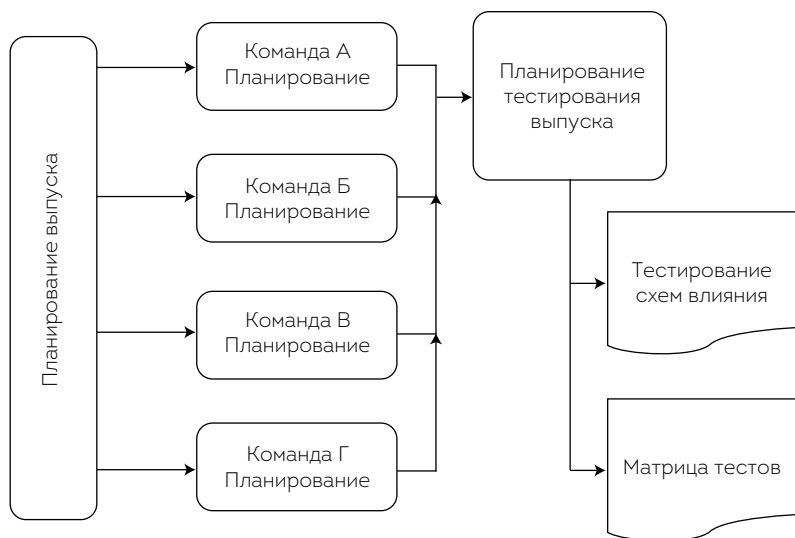 Планирование выпуска
Команда А
Планирование
Команда Б
Планирование
Команда В
Планирование
Команда Г
Планирование
Планирование
тестирования
выпуска
Тестирование
схем влияния
Матрица тестов